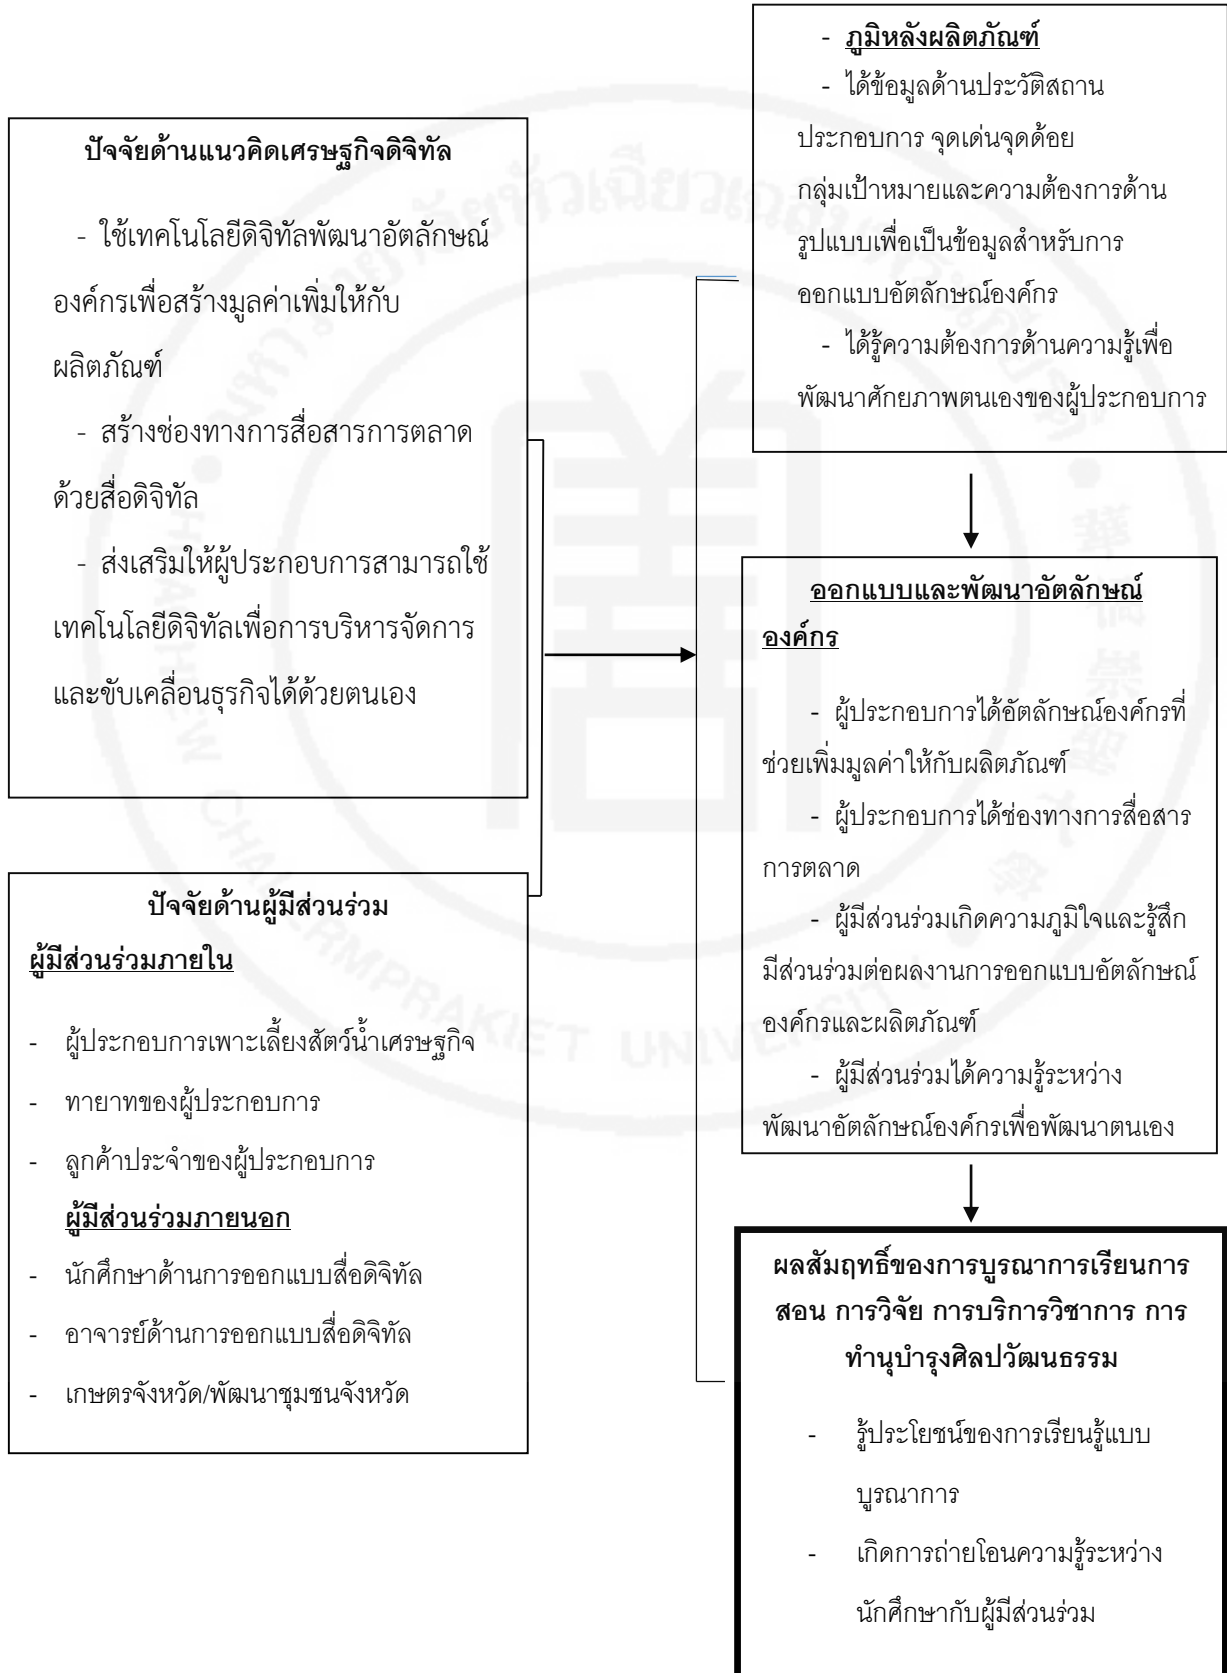 ปัจจัยด้านแนวคิดเศรษฐกิจดิจิทัล
- ใช้เทคโนโลยีดิจิทัลพัฒนาอัตลักษณ์
องค์กรเพื่อสร้างมูลค่าเพิ่มให้กับ
ผลิตภัณฑ์
- สร้างช่องทางการสื่อสารการตลาด
ด้วยสื่อดิจิทัล
- ส่งเสริมให้ผู้ประกอบการสามารถใช้
เทคโนโลยีดิจิทัลเพื่อการบริหารจัดการ
และขับเคลื่อนธุรกิจได้ด้วยตนเอง
ปัจจัยด้านผู้มีส่วนร่วม
ผู้มีส่วนร่วมภายใน
- ผู้ประกอบการเพาะเลี้ยงสัตว์น้ำเศรษฐกิจ
- ทายาทของผู้ประกอบการ
- ลูกค้าประจำของผู้ประกอบการ
ผู้มีส่วนร่วมภายนอก
- นักศึกษาด้านการออกแบบสื่อดิจิทัล
- อาจารย์ด้านการออกแบบสื่อดิจิทัล
- เกษตรจังหวัด/พัฒนาชุมชนจังหวัด
- ภูมิหลังผลิตภัณฑ์
- ได้ข้อมูลด้านประวัติสถาน
ประกอบการ จุดเด่นจุดด้อย
กลุ่มเป้าหมายและความต้องการด้าน
รูปแบบเพื่อเป็นข้อมูลสำหรับการ
ออกแบบอัตลักษณ์องค์กร
- ได้รู้ความต้องการด้านความรู้เพื่อ
พัฒนาศักยภาพตนเองของผู้ประกอบการ
ออกแบบและพัฒนาอัตลักษณ์
องค์กร
- ผู้ประกอบการได้อัตลักษณ์องค์กรที่
ช่วยเพิ่มมูลค่าให้กับผลิตภัณฑ์
- ผู้ประกอบการได้ช่องทางการสื่อสาร
การตลาด
- ผู้มีส่วนร่วมเกิดความภูมิใจและรู้สึก
มีส่วนร่วมต่อผลงานการออกแบบอัตลักษณ์
องค์กรและผลิตภัณฑ์
- ผู้มีส่วนร่วมได้ความรู้ระหว่าง
พัฒนาอัตลักษณ์องค์กรเพื่อพัฒนาตนเอง
ผลสัมฤทธิ์ของการบูรณาการเรียนการ
สอน การวิจัย การบริการวิชาการ การ
ทำนุบำรุงศิลปวัฒนธรรม
- รู้ประโยชน์ของการเรียนรู้แบบ
บูรณาการ
- เกิดการถ่ายโอนความรู้ระหว่าง
นักศึกษากับผู้มีส่วนร่วม
มหาวิทยาลัยหัวเฉียวเฉลิมพระเกียรติ
HUACHIEW CHALERMPRAKIET UNIVERSITY
華僑崇聖大學